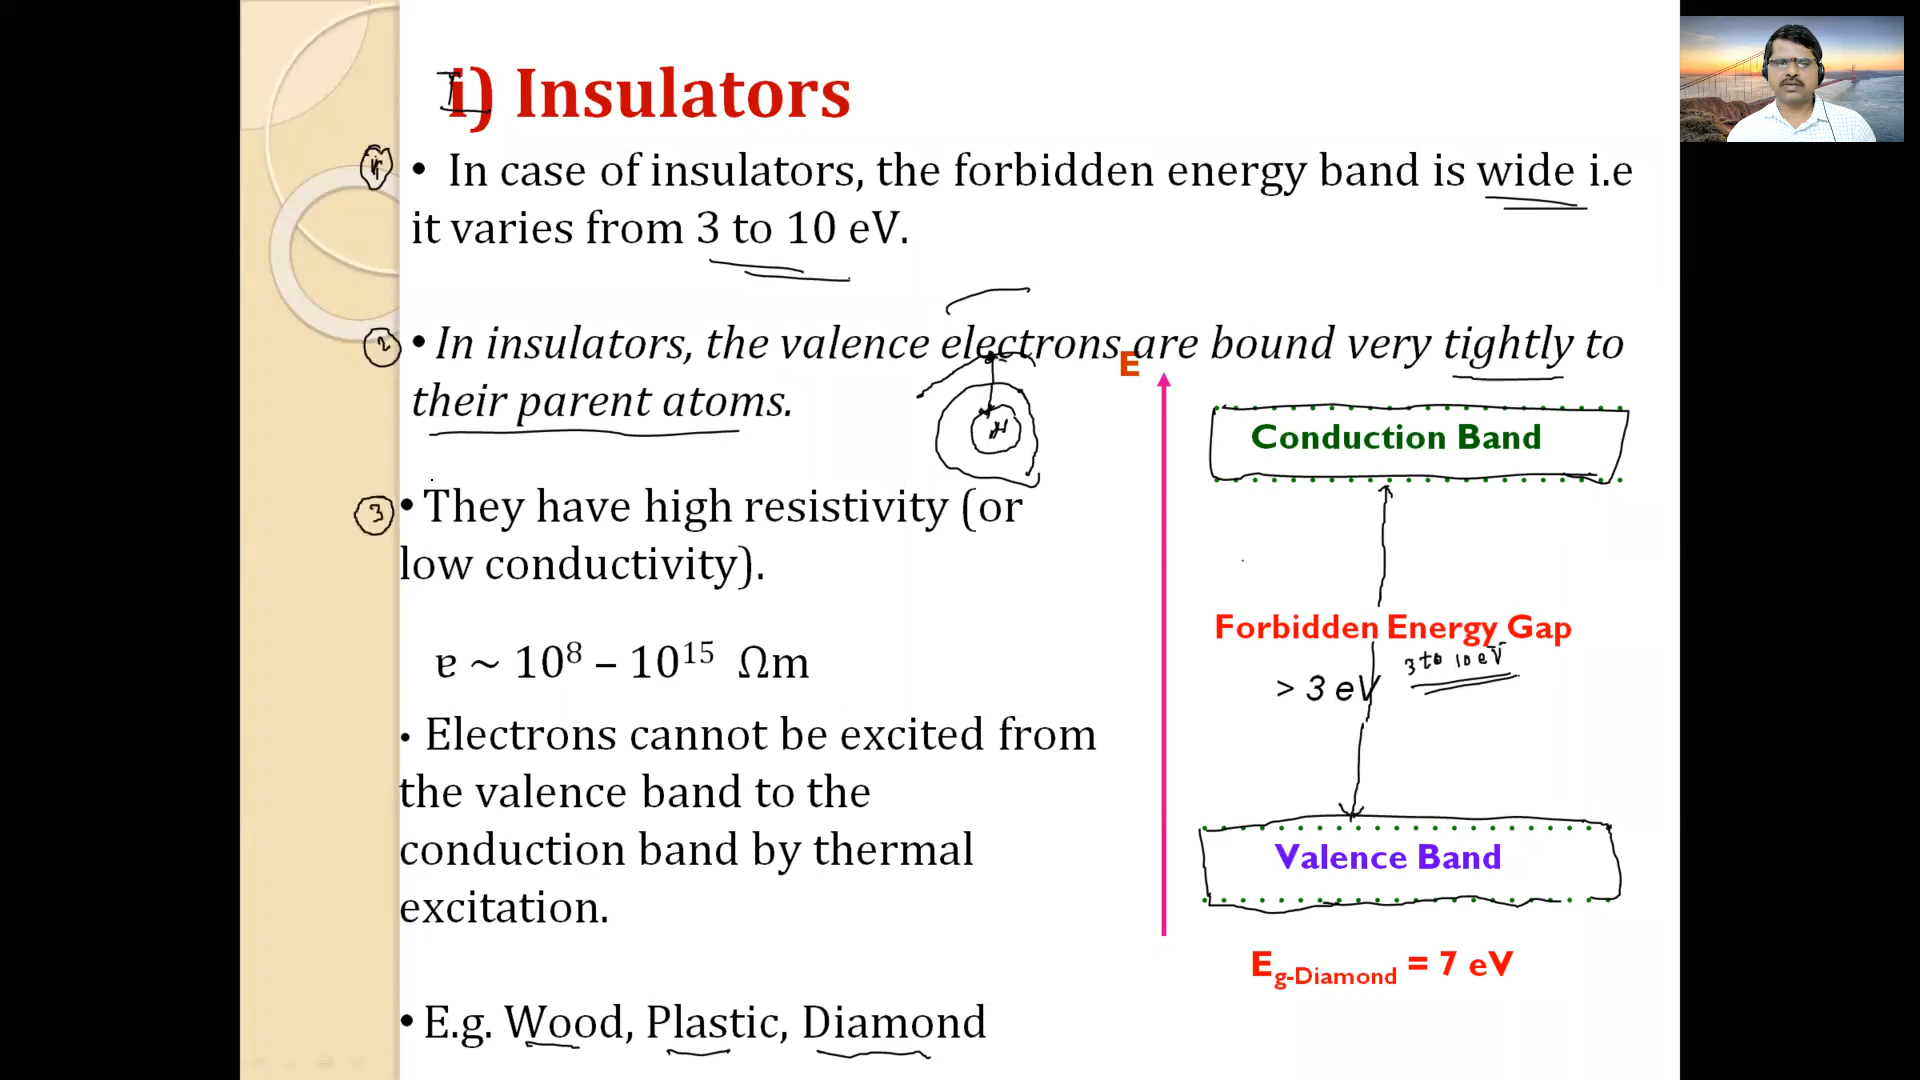 i) Insulators
1
• In case of insulators, the forbidden energy band is wide i.e
it varies from 3 to 10 eV.
2
• In insulators, the valence electrons are bound very tightly to
their parent atoms.
3
• They have high resistivity (or
low conductivity).
ɐ ~ 10⁸ – 10¹⁵ Ωm
• Electrons cannot be excited from
the valence band to the
conduction band by thermal
excitation.
• E.g. Wood, Plastic, Diamond
E
Conduction Band
Forbidden Energy Gap
3 to 10 eV
> 3 eV
Valence Band
Eg-Diamond = 7 eV